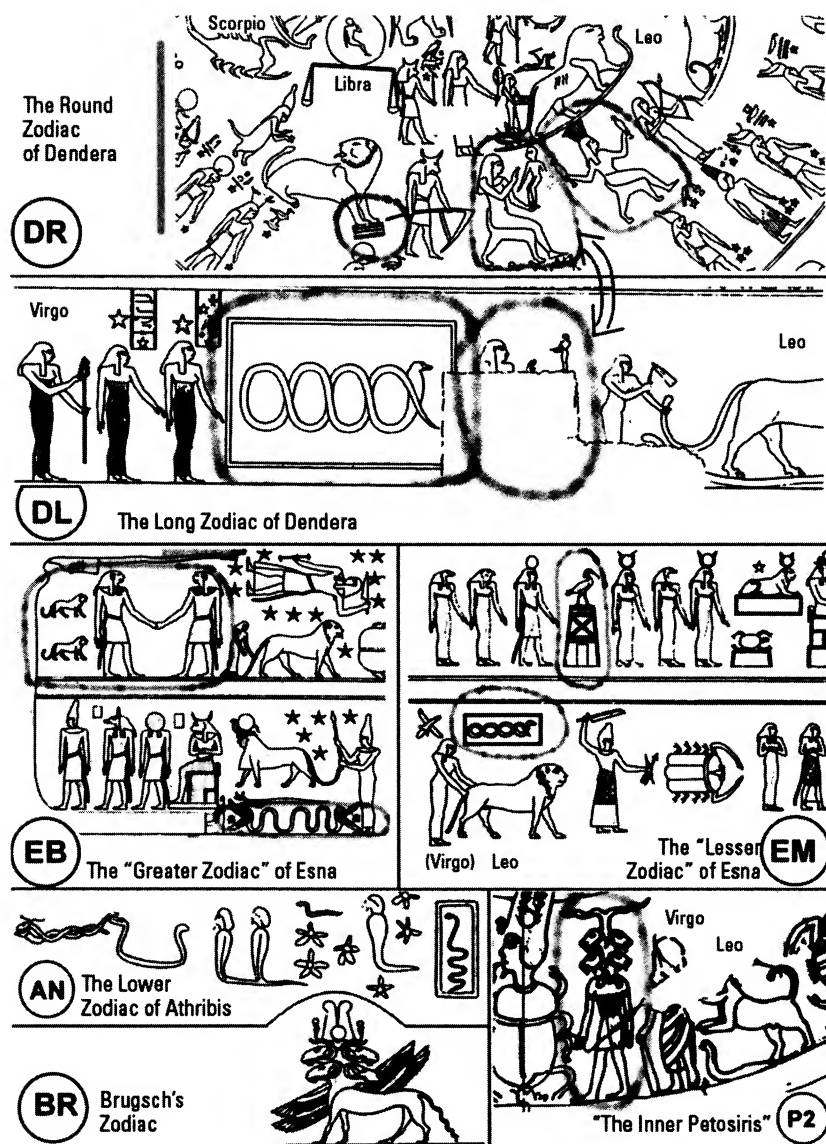 Scorpio
Leo
Libra
The Round
Zodiac
of Dendera
DR
Virgo
Leo
DL
The Long Zodiac of Dendera
EB
The "Greater Zodiac" of Esna
(Virgo) Leo
The "Lesser
Zodiac" of Esna
EM
AN
The Lower
Zodiac of Athribis
Virgo
Leo
BR
Brugsch's
Zodiac
"The Inner Petosiris"
P2